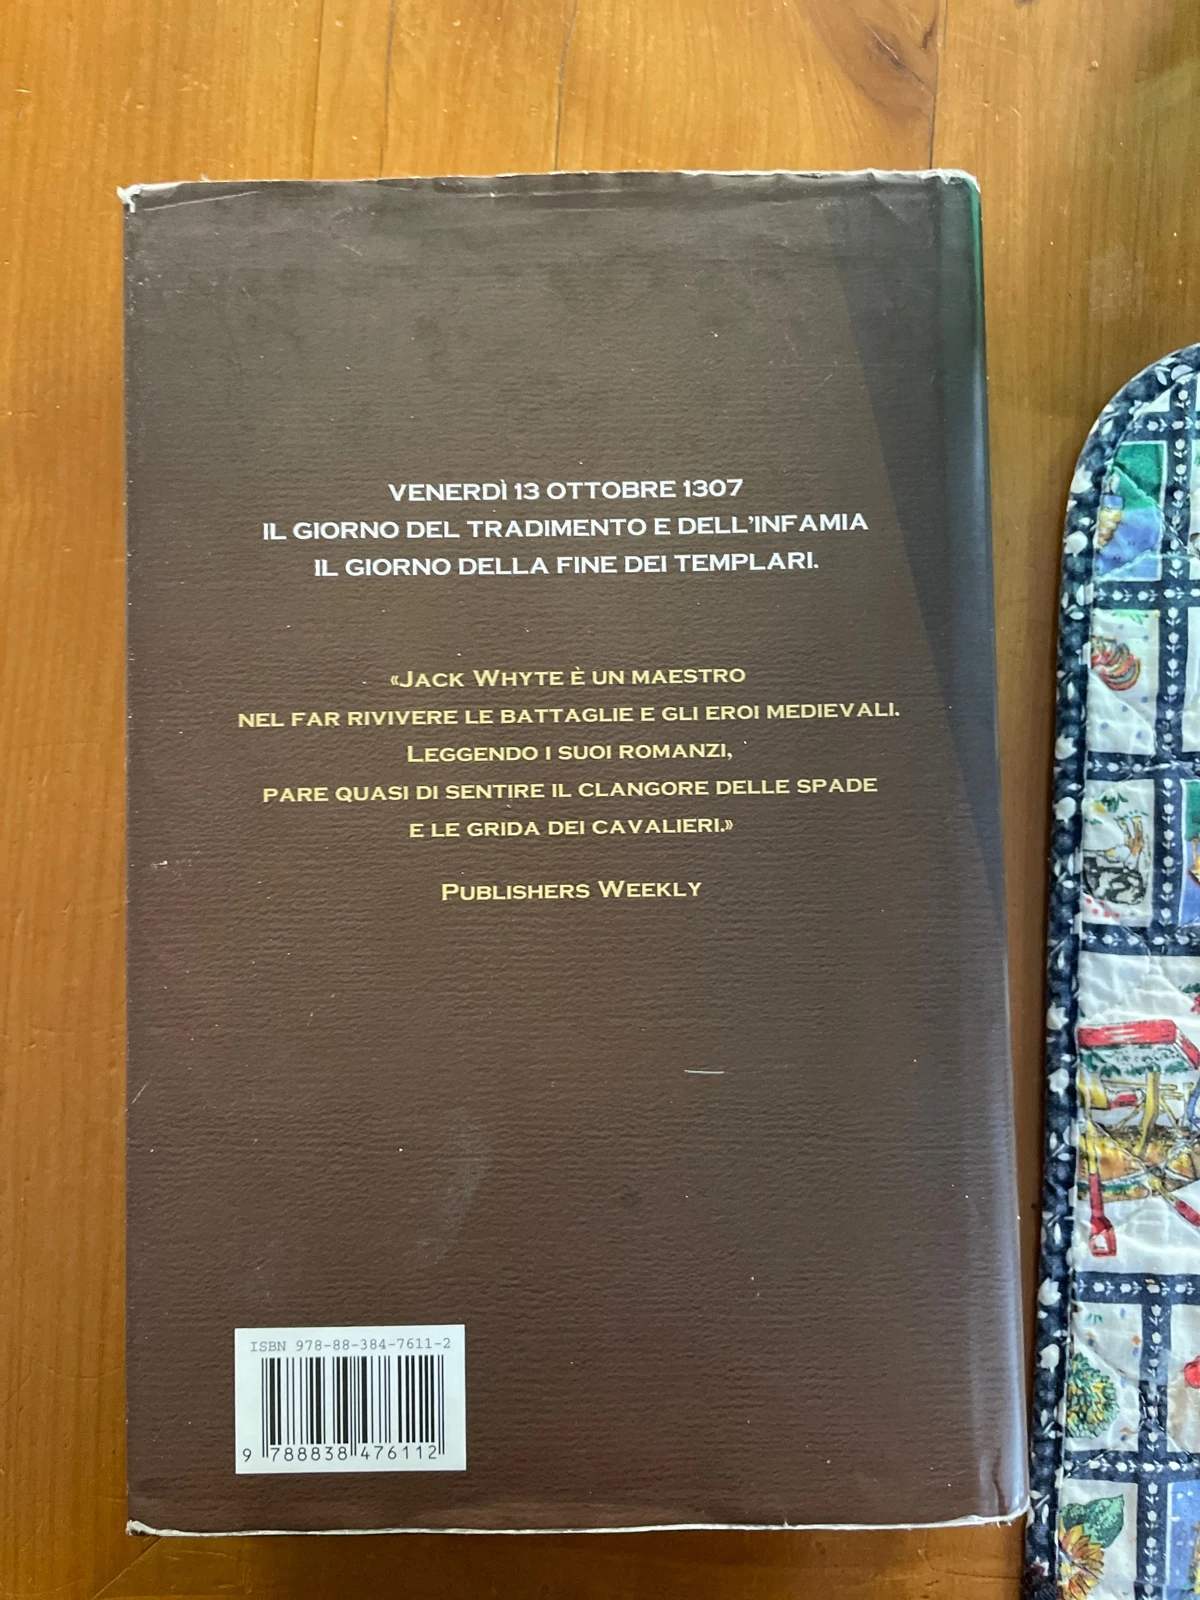 VENERDÌ 13 OTTOBRE 1307
IL GIORNO DEL TRADIMENTO E DELL'INFAMIA
IL GIORNO DELLA FINE DEI TEMPLARI.
«JACK WHYTE È UN MAESTRO
NEL FAR RIVIVERE LE BATTAGLIE E GLI EROI MEDIEVALI.
LEGGENDO I SUOI ROMANZI,
PARE QUASI DI SENTIRE IL CLANGORE DELLE SPADE
E LE GRIDA DEI CAVALIERI.»
PUBLISHERS WEEKLY
ISBN 978-88-384-7611-2
9 788838 476112